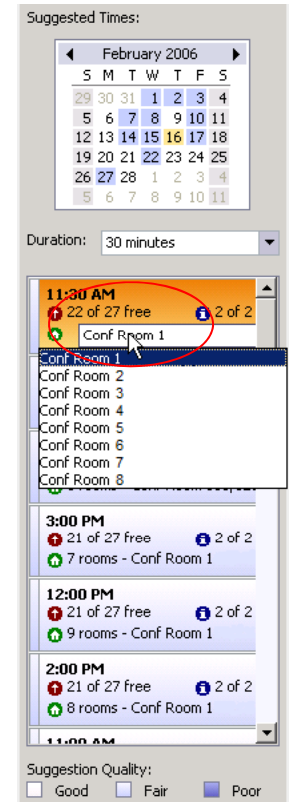 Suggested Times:
February 2006
S M T W T F S
29 30 31 1 2 3 4
5 6 7 8 9 10 11
12 13 14 15 16 17 18
19 20 21 22 23 24 25
26 27 28 1 2 3 4
5 6 7 8 9 10 11
Duration: 30 minutes
11:30 AM
22 of 27 free 2 of 2
Conf Room 1
Conf Room 1
Conf Room 2
Conf Room 3
Conf Room 4
Conf Room 5
Conf Room 6
Conf Room 7
Conf Room 8
3:00 PM
21 of 27 free 2 of 2
7 rooms - Conf Room 1
12:00 PM
21 of 27 free 2 of 2
9 rooms - Conf Room 1
2:00 PM
21 of 27 free 2 of 2
8 rooms - Conf Room 1
11:00 AM
Suggestion Quality:
Good Fair Poor